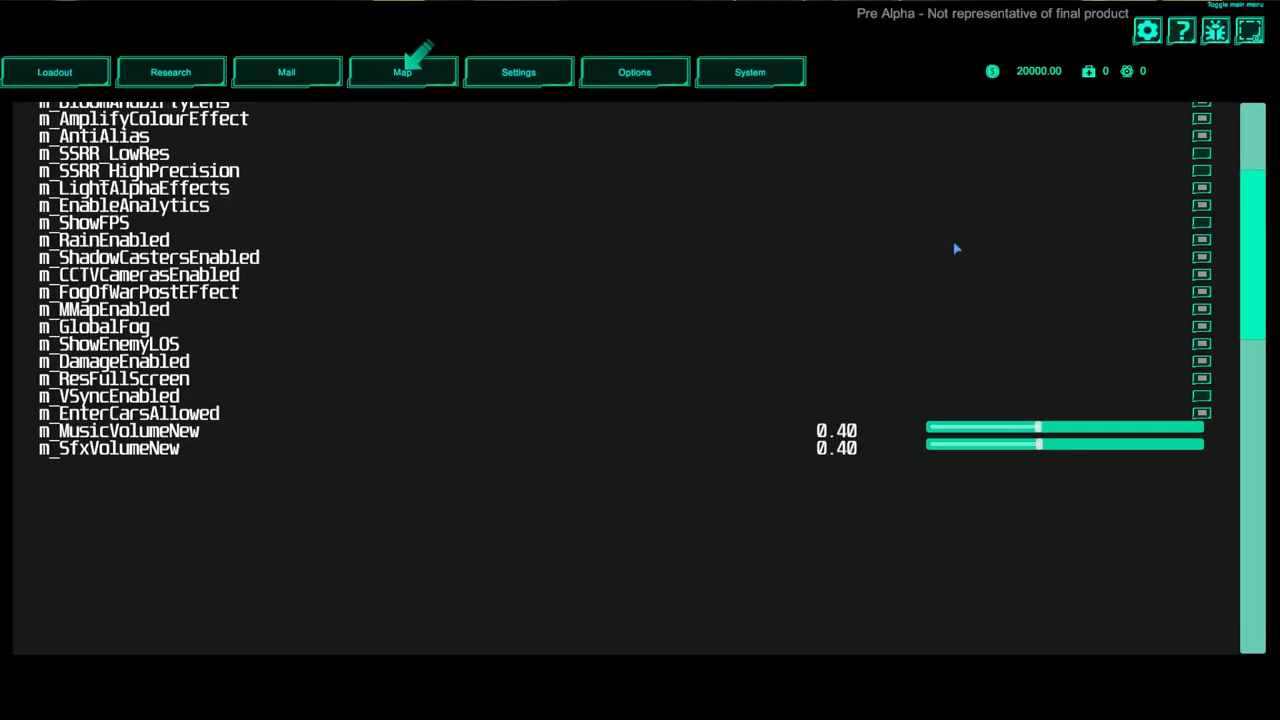 Toggle main menu
Pre Alpha - Not representative of final product
Loadout Research Mail Map Settings Options System 20000.00 0 0
m_BloomAndDirtyLens
m_AmplifyColourEffect
m_AntiAlias
m_SSRR_LowRes
m_SSRR_HighPrecision
m_LightAlphaEffects
m_EnableAnalytics
m_ShowFPS
m_RainEnabled
m_ShadowCastersEnabled
m_CCTVCamerasEnabled
m_FogOfWarPostEFfect
m_MMapEnabled
m_GlobalFog
m_ShowEnemyLOS
m_DamageEnabled
m_ResFullScreen
m_VSyncEnabled
m_EnterCarsAllowed
m_MusicVolumeNew 0.40
m_SfxVolumeNew 0.40